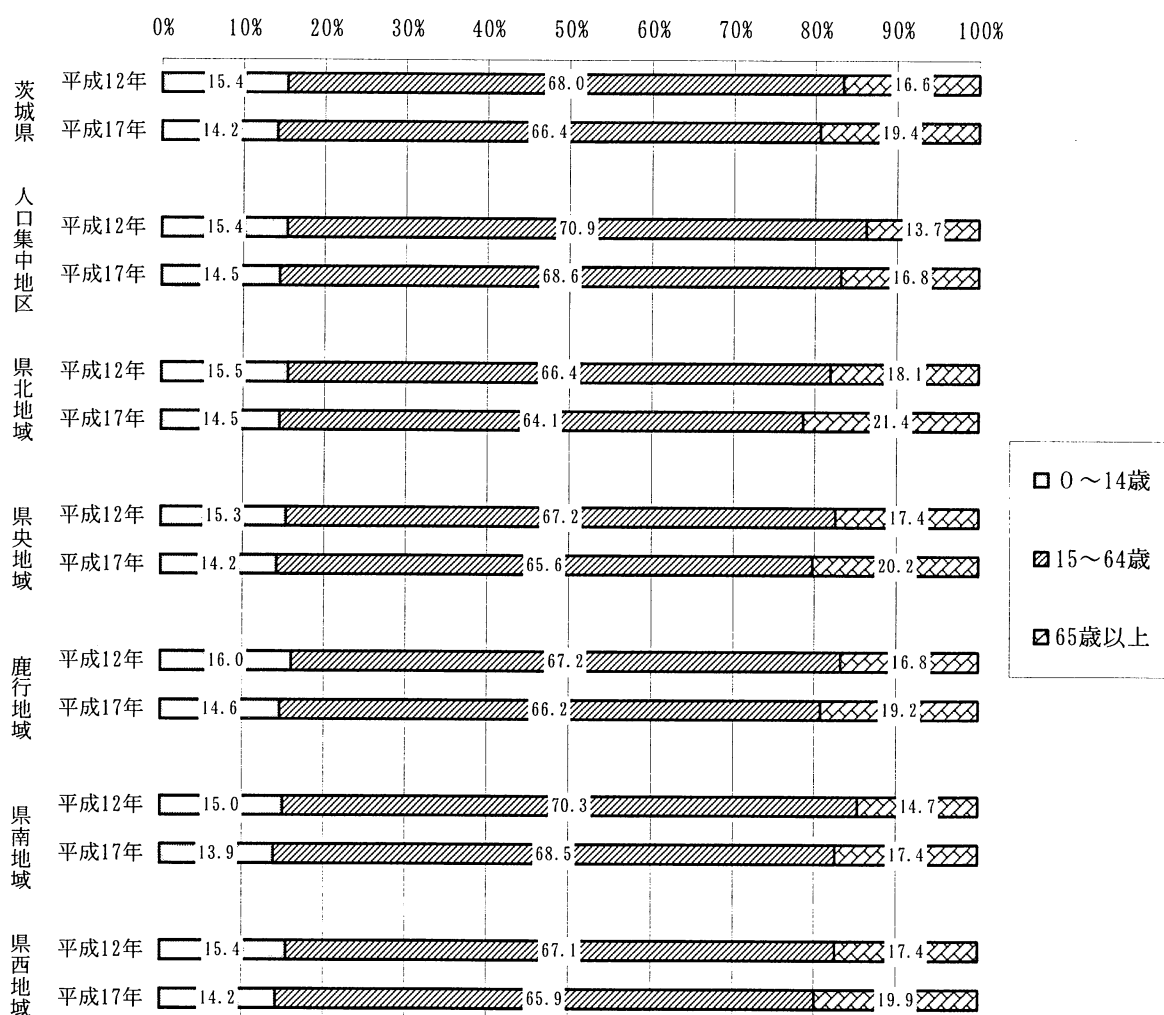 0% 10% 20% 30% 40% 50% 60% 70% 80% 90% 100%
茨城県
平成12年 15.4 68.0 16.6
平成17年 14.2 66.4 19.4
人口集中地区
平成12年 15.4 70.9 13.7
平成17年 14.5 68.6 16.8
県北地域
平成12年 15.5 66.4 18.1
平成17年 14.5 64.1 21.4
県央地域
平成12年 15.3 67.2 17.4
平成17年 14.2 65.6 20.2
鹿行地域
平成12年 16.0 67.2 16.8
平成17年 14.6 66.2 19.2
県南地域
平成12年 15.0 70.3 14.7
平成17年 13.9 68.5 17.4
県西地域
平成12年 15.4 67.1 17.4
平成17年 14.2 65.9 19.9
0～14歳
15～64歳
65歳以上